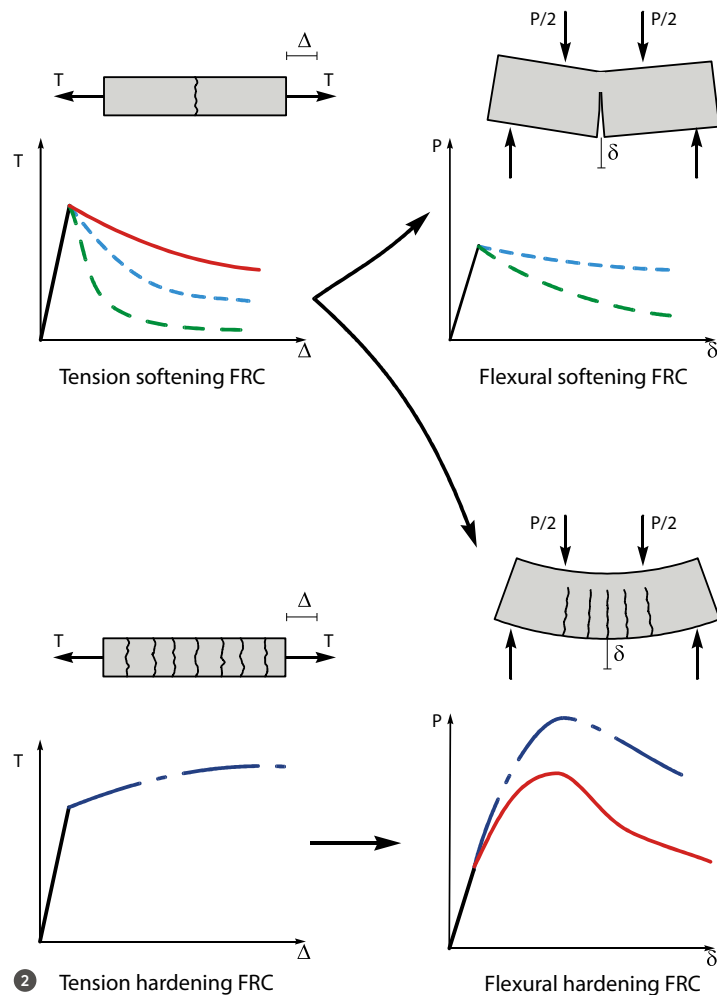 P/2 P/2
Δ
T T
δ
T
P
Δ
δ
Tension softening FRC
Flexural softening FRC
P/2 P/2
Δ
T T
δ
T
P
Δ
δ
2 Tension hardening FRC
Flexural hardening FRC